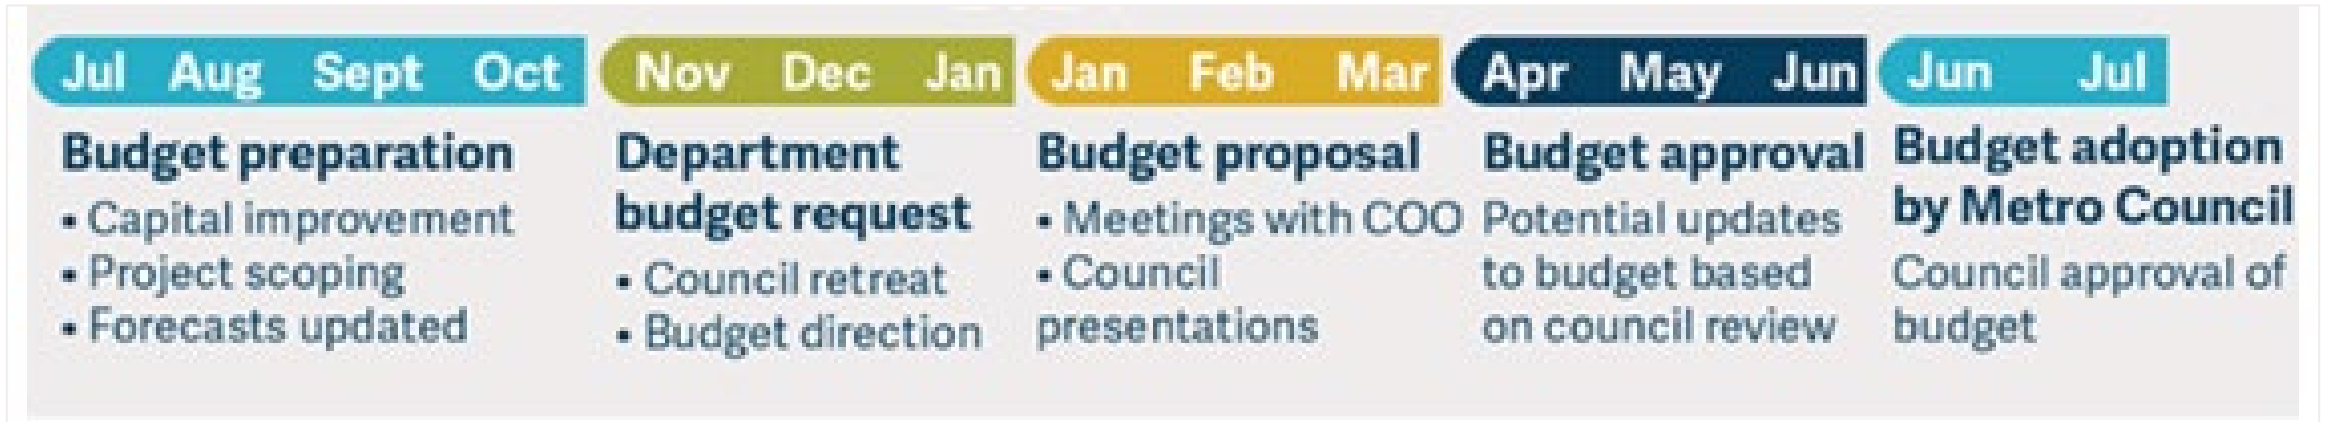 Jul Aug Sept Oct
Budget preparation
• Capital improvement
• Project scoping
• Forecasts updated
Nov Dec Jan
Department
budget request
• Council retreat
• Budget direction
Jan Feb Mar
Budget proposal
• Meetings with COO
• Council
presentations
Apr May Jun
Budget approval
Potential updates
to budget based
on council review
Jun Jul
Budget adoption
by Metro Council
Council approval of
budget